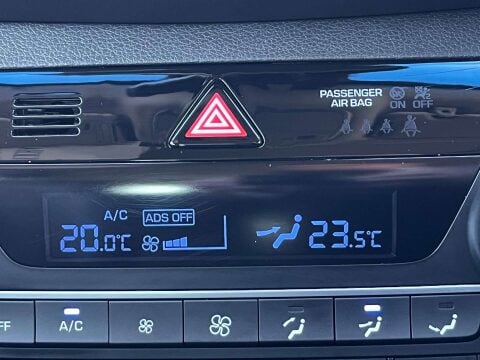 PASSENGER
AIR BAG ON OFF
A/C ADS OFF
20.0°C 23.5°C
A/C